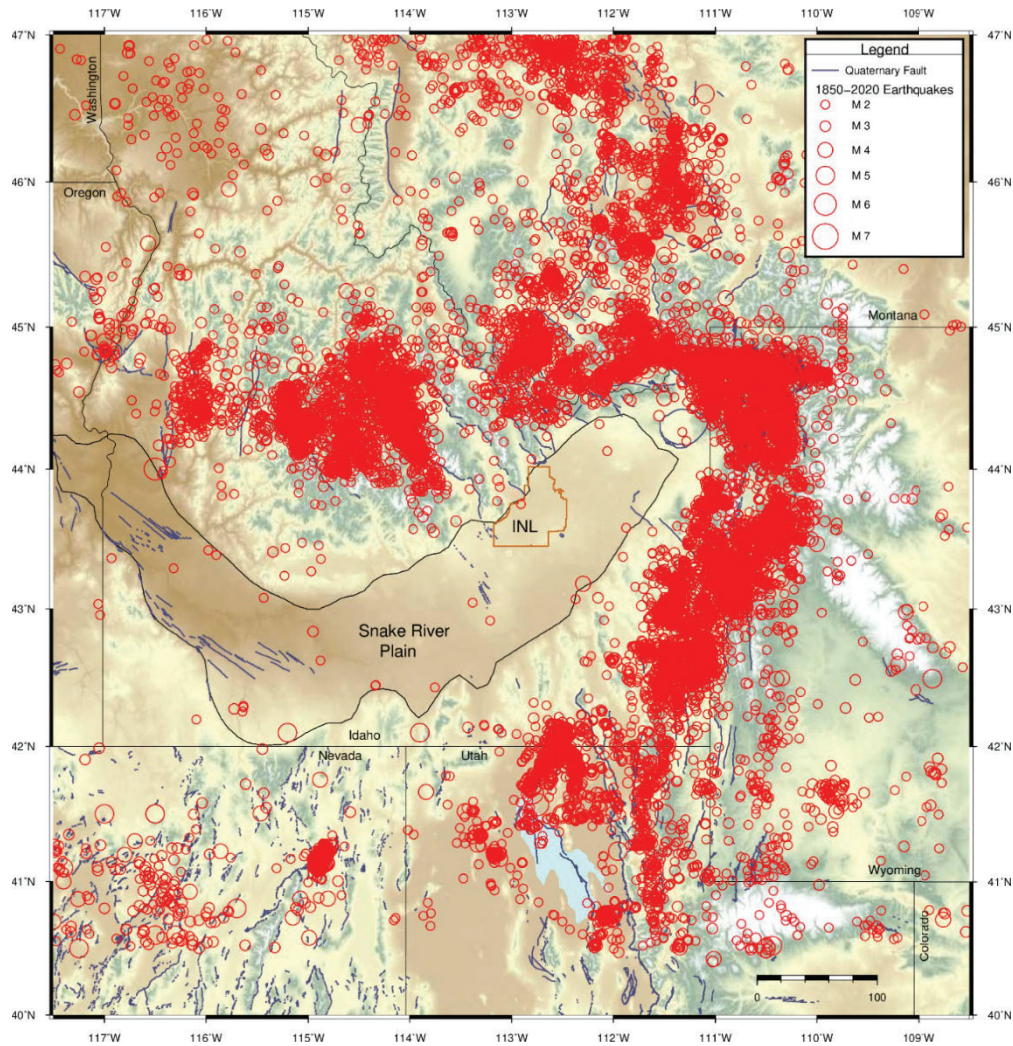 117˚W 116˚W 115˚W 114˚W 113˚W 112˚W 111˚W 110˚W 109˚W
47˚N 47˚N
Legend
Quaternary Fault
1850−2020 Earthquakes
M 2
M 3
M 4
M 5
M 6
M 7
Washington
46˚N 46˚N
Oregon
45˚N 45˚N
Montana
44˚N 44˚N
INL
43˚N 43˚N
Snake River
Plain
Idaho
42˚N 42˚N
Nevada Utah
Wyoming
41˚N 41˚N
Colorado
0 100
40˚N 40˚N
117˚W 116˚W 115˚W 114˚W 113˚W 112˚W 111˚W 110˚W 109˚W